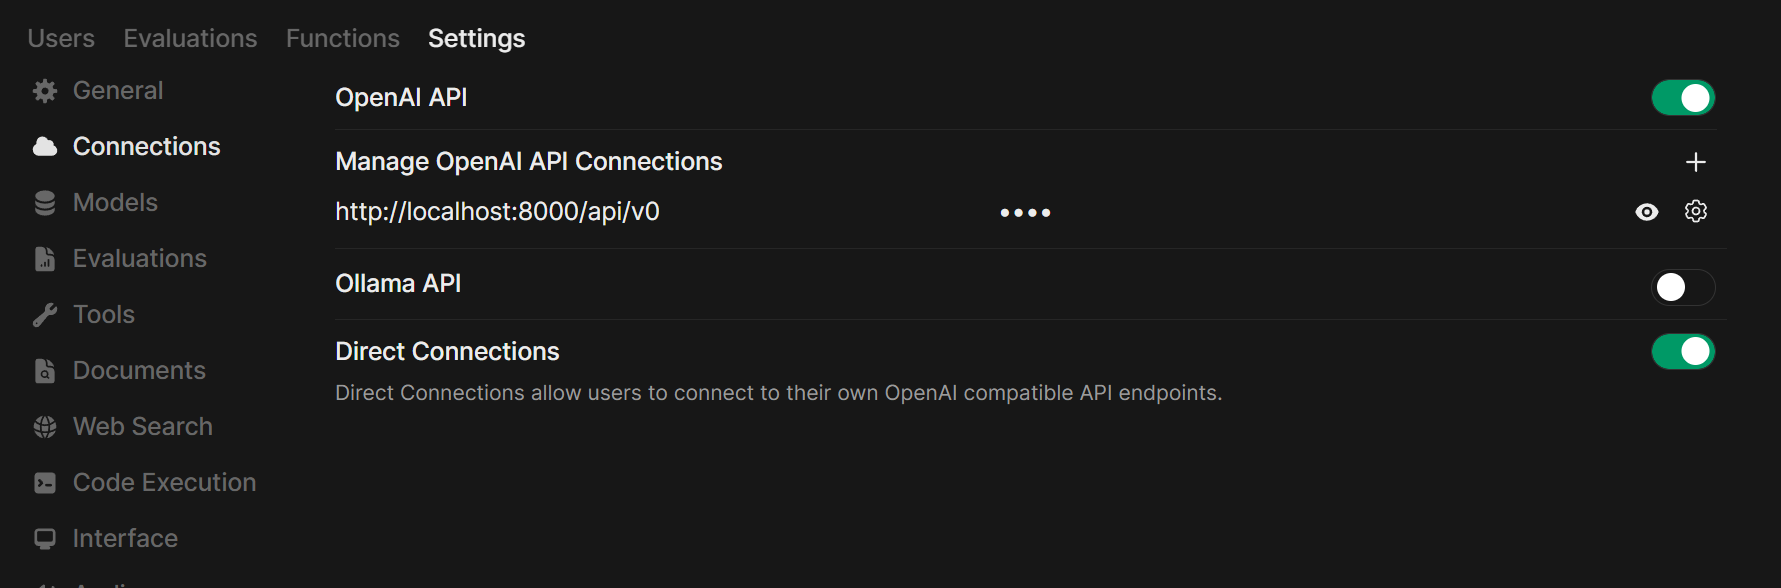 Users Evaluations Functions Settings
General
Connections
Models
Evaluations
Tools
Documents
Web Search
Code Execution
Interface
OpenAI API
Manage OpenAI API Connections
http://localhost:8000/api/v0 ••••
Ollama API
Direct Connections
Direct Connections allow users to connect to their own OpenAI compatible API endpoints.